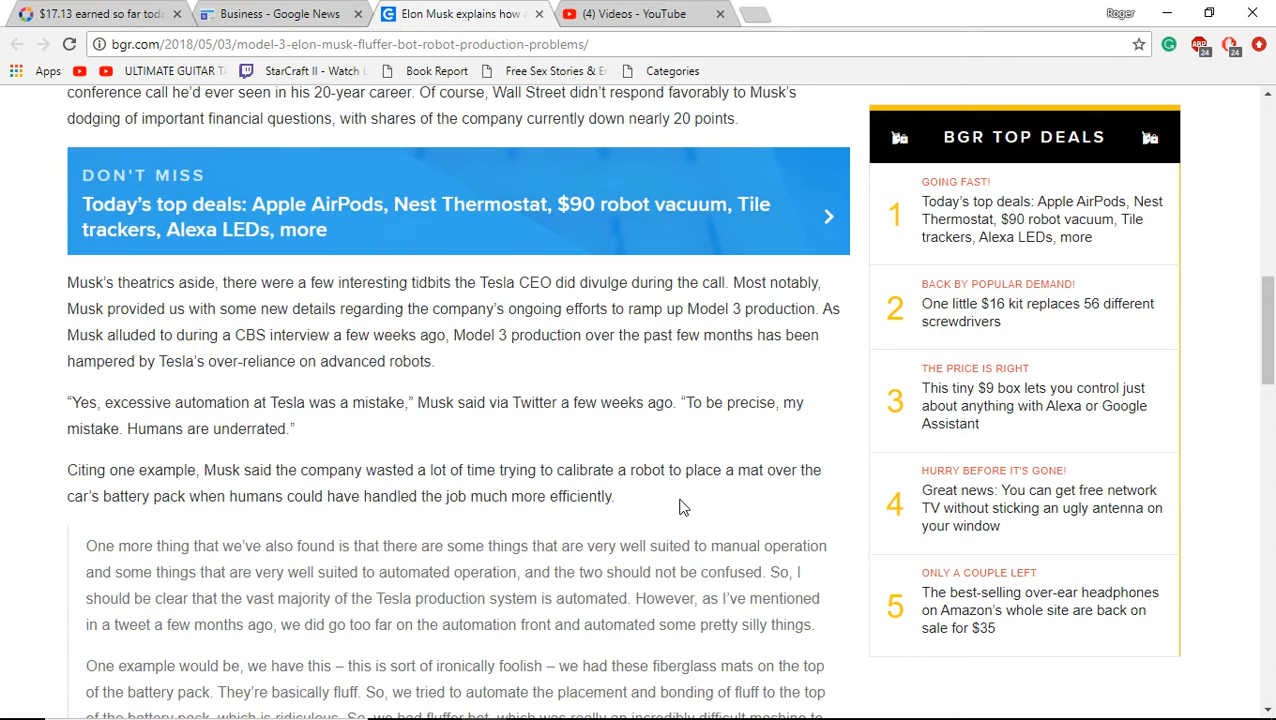 $17.13 earned so far toda
Business - Google News
Elon Musk explains how a
(4) Videos - YouTube
Roger
bgr.com/2018/05/03/model-3-elon-musk-fluffer-bot-robot-production-problems/
24
24
Apps
ULTIMATE GUITAR TA
StarCraft II - Watch L
Book Report
Free Sex Stories & E
Categories
conference call he'd ever seen in his 20-year career. Of course, Wall Street didn't respond favorably to Musk's
dodging of important financial questions, with shares of the company currently down nearly 20 points.
DON'T MISS
Today's top deals: Apple AirPods, Nest Thermostat, $90 robot vacuum, Tile
trackers, Alexa LEDs, more
Musk's theatrics aside, there were a few interesting tidbits the Tesla CEO did divulge during the call. Most notably,
Musk provided us with some new details regarding the company's ongoing efforts to ramp up Model 3 production. As
Musk alluded to during a CBS interview a few weeks ago, Model 3 production over the past few months has been
hampered by Tesla's over-reliance on advanced robots.
“Yes, excessive automation at Tesla was a mistake,” Musk said via Twitter a few weeks ago. “To be precise, my
mistake. Humans are underrated.”
Citing one example, Musk said the company wasted a lot of time trying to calibrate a robot to place a mat over the
car's battery pack when humans could have handled the job much more efficiently.
One more thing that we've also found is that there are some things that are very well suited to manual operation
and some things that are very well suited to automated operation, and the two should not be confused. So, I
should be clear that the vast majority of the Tesla production system is automated. However, as I've mentioned
in a tweet a few months ago, we did go too far on the automation front and automated some pretty silly things.
One example would be, we have this – this is sort of ironically foolish – we had these fiberglass mats on the top
of the battery pack. They're basically fluff. So, we tried to automate the placement and bonding of fluff to the top
of the battery pack, which is ridiculous. So, we had fluffer bot, which was really an incredibly difficult machine to
BGR TOP DEALS
1
GOING FAST!
Today's top deals: Apple AirPods, Nest
Thermostat, $90 robot vacuum, Tile
trackers, Alexa LEDs, more
2
BACK BY POPULAR DEMAND!
One little $16 kit replaces 56 different
screwdrivers
3
THE PRICE IS RIGHT
This tiny $9 box lets you control just
about anything with Alexa or Google
Assistant
4
HURRY BEFORE IT'S GONE!
Great news: You can get free network
TV without sticking an ugly antenna on
your window
5
ONLY A COUPLE LEFT
The best-selling over-ear headphones
on Amazon's whole site are back on
sale for $35